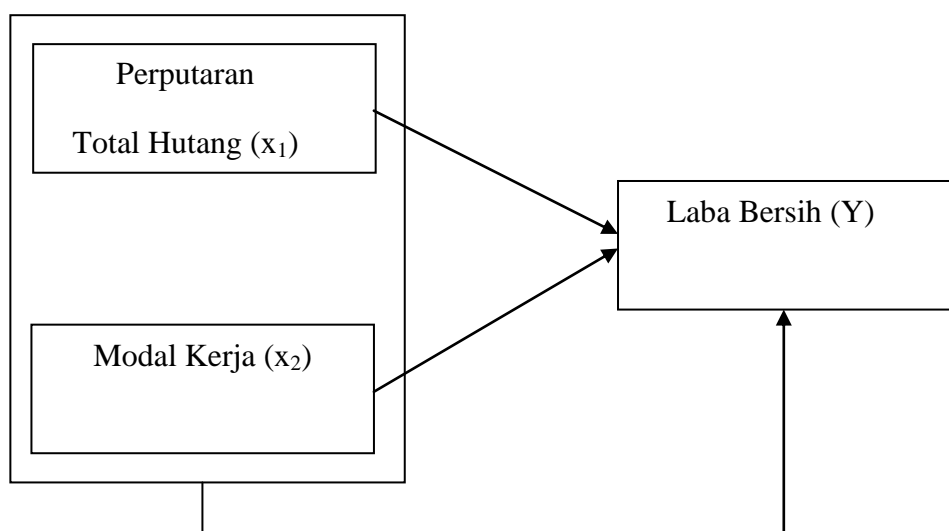 Perputaran
Total Hutang (x₁)
Laba Bersih (Y)
Modal Kerja (x₂)